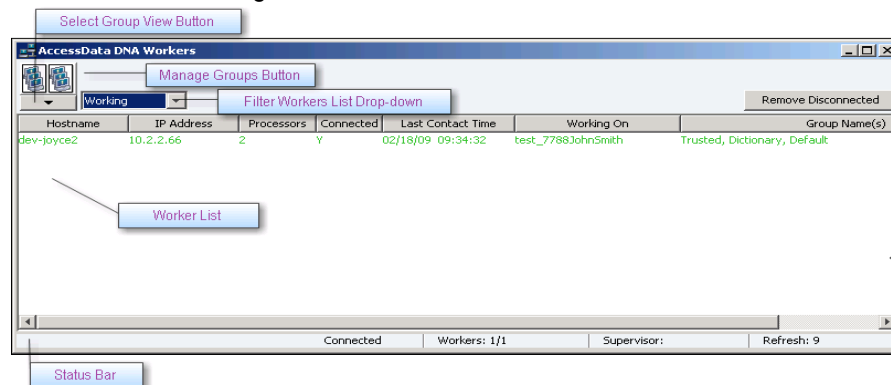 Select Group View Button
AccessData DNA Workers
Manage Groups Button
Working
Filter Workers List Drop-down
Remove Disconnected
Hostname IP Address Processors Connected Last Contact Time Working On Group Name(s)
dev-joyce2 10.2.2.66 2 Y 02/18/09 09:34:32 test_7788JohnSmith Trusted, Dictionary, Default
Worker List
Connected Workers: 1/1 Supervisor: Refresh: 9
Status Bar